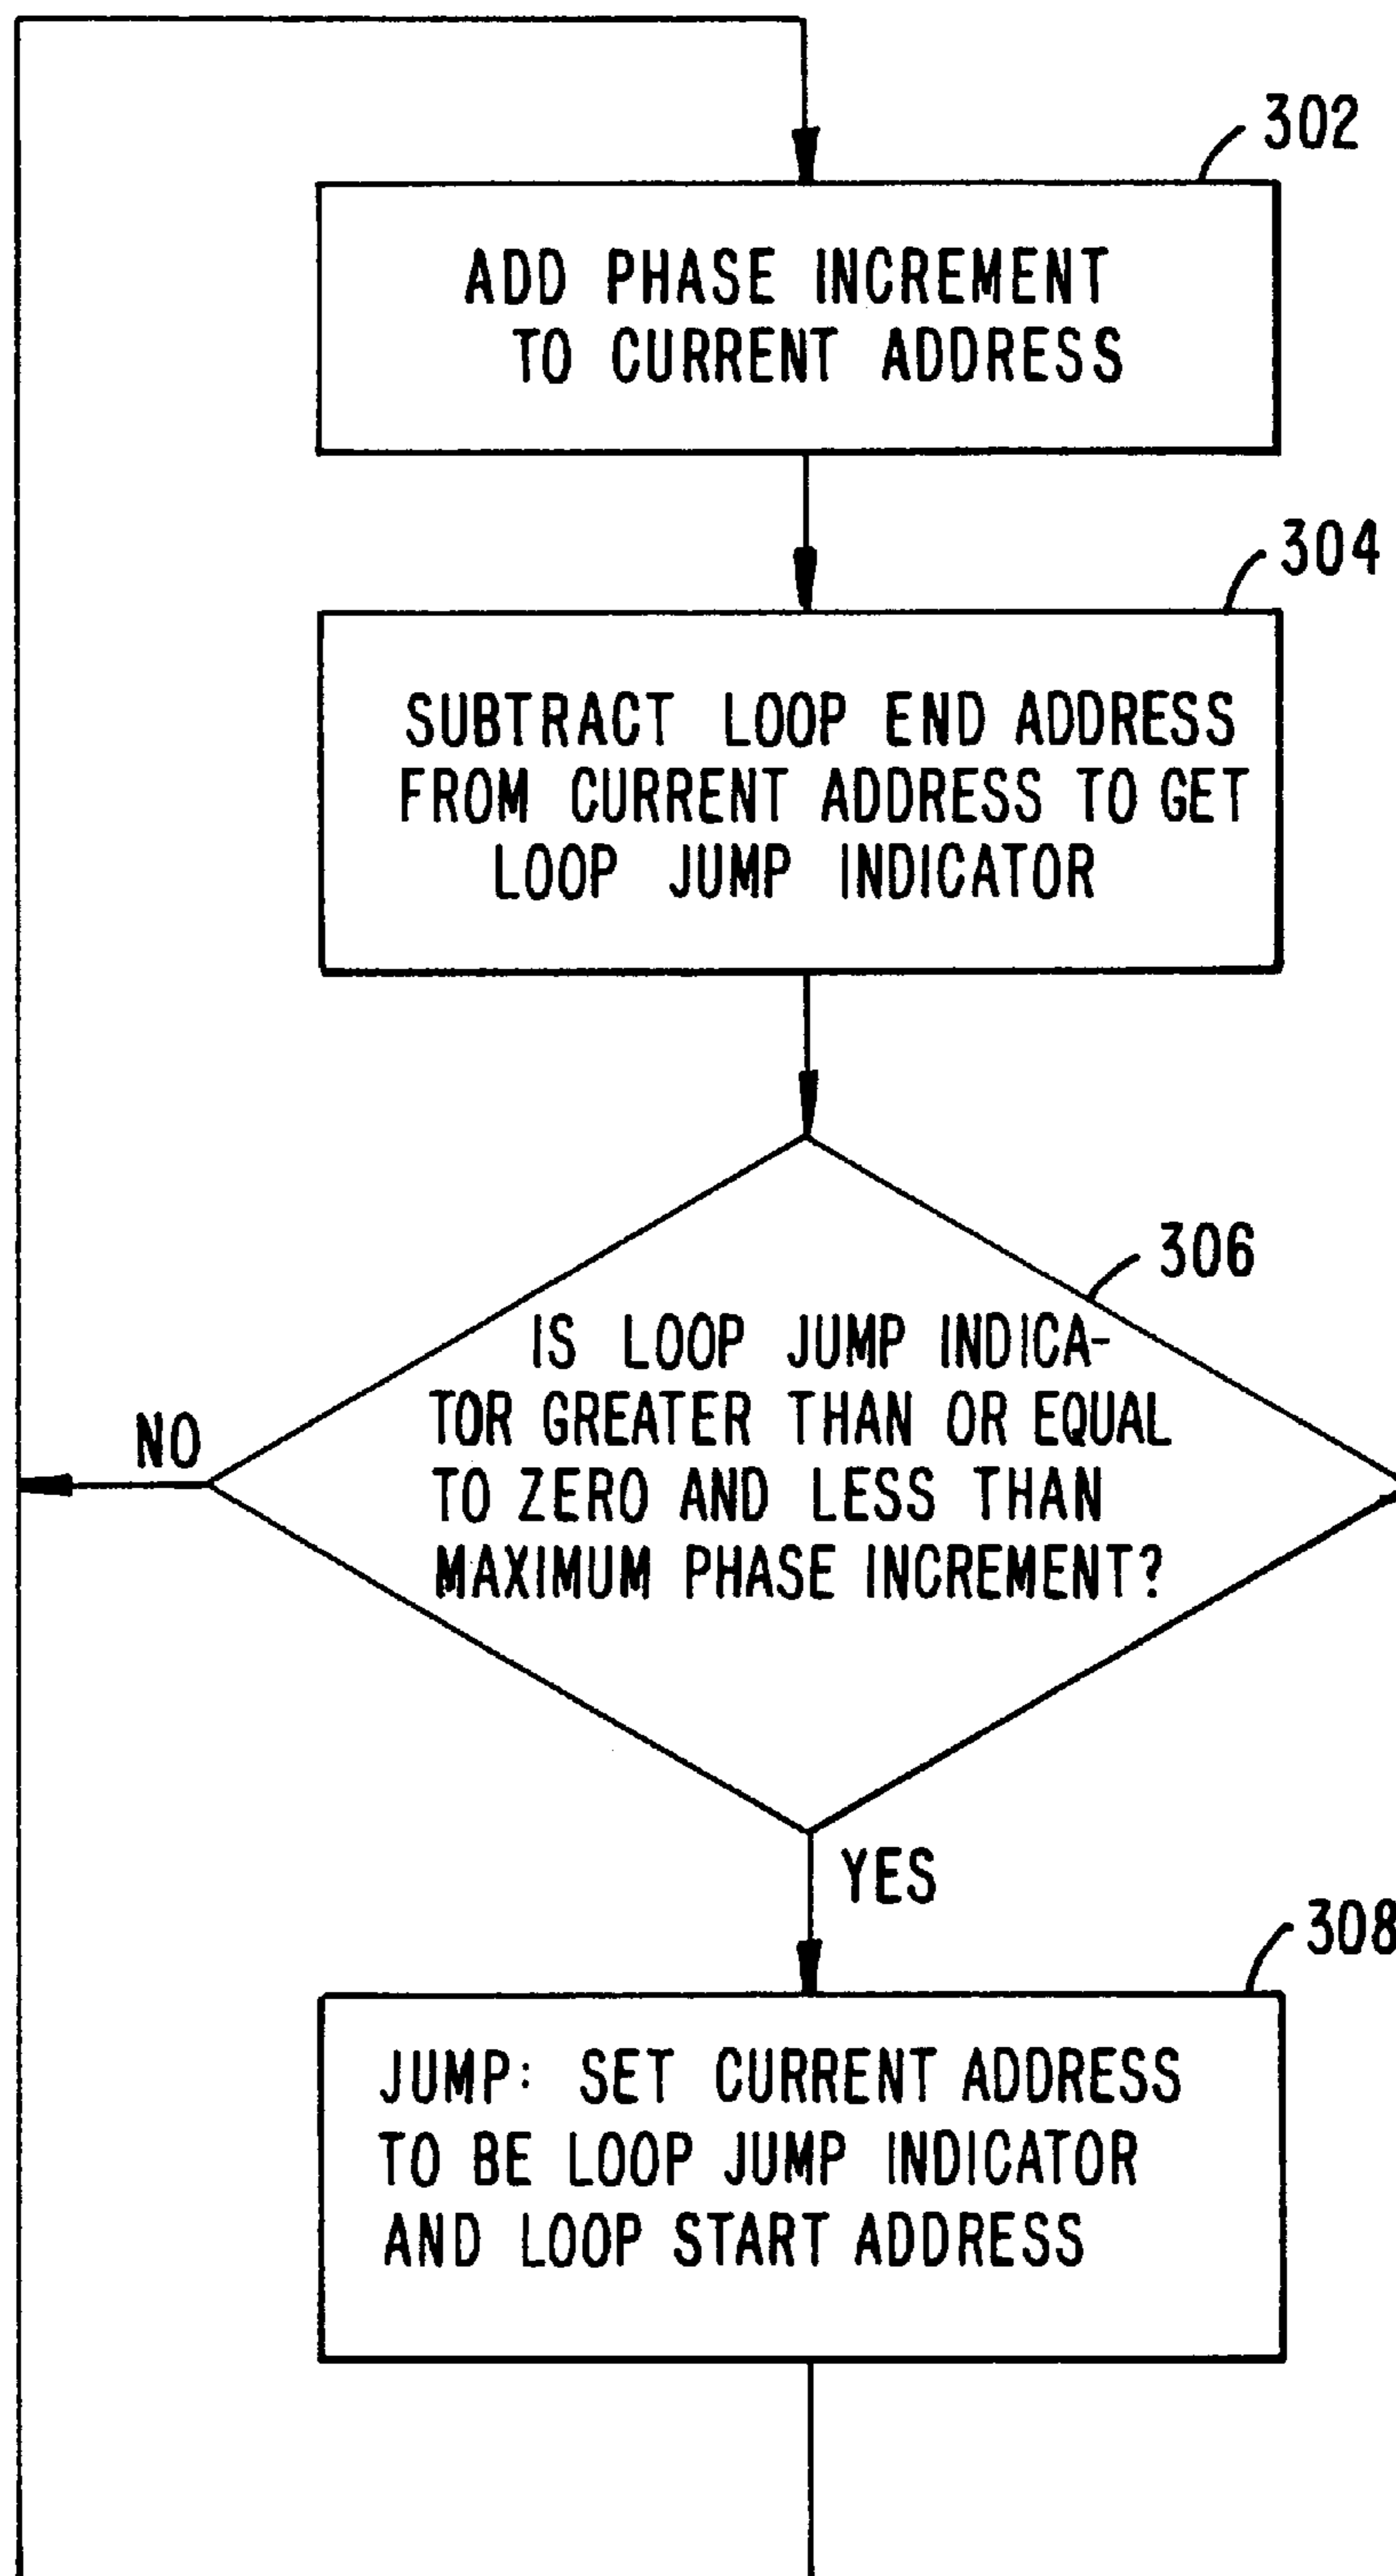 302
ADD PHASE INCREMENT
TO CURRENT ADDRESS
304
SUBTRACT LOOP END ADDRESS
FROM CURRENT ADDRESS TO GET
LOOP JUMP INDICATOR
306
IS LOOP JUMP INDICA-
TOR GREATER THAN OR EQUAL
TO ZERO AND LESS THAN
MAXIMUM PHASE INCREMENT?
NO
YES
308
JUMP: SET CURRENT ADDRESS
TO BE LOOP JUMP INDICATOR
AND LOOP START ADDRESS